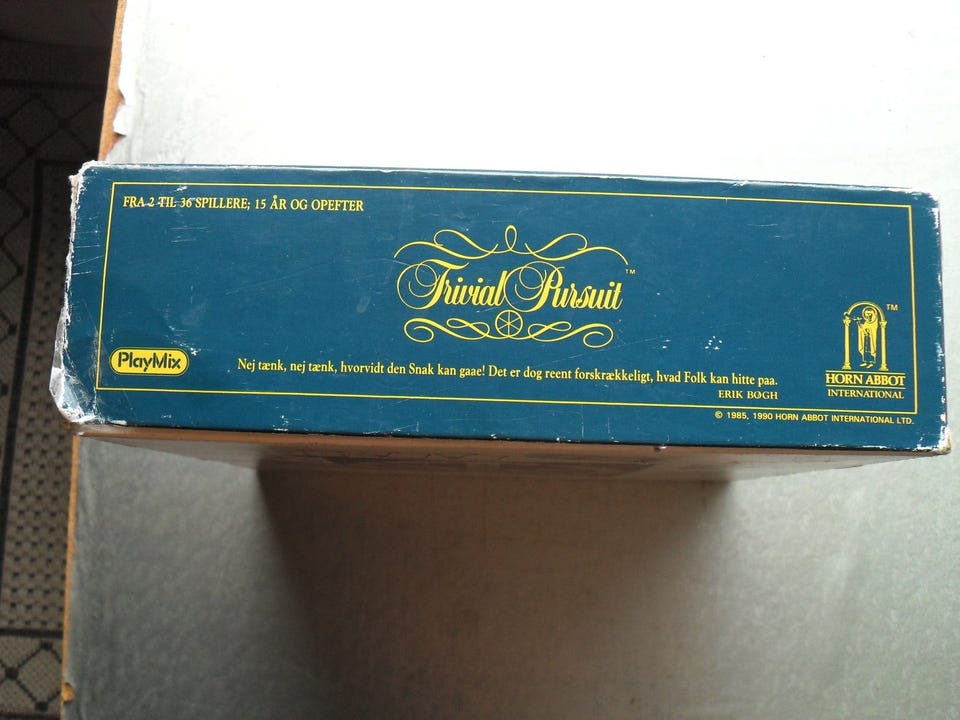 FRA 2 TIL 36 SPILLERE; 15 ÅR OG OPEFTER
Trivial Pursuit™
PlayMix
Nej tænk, nej tænk, hvorvidt den Snak kan gaae! Det er dog reent forskrækkeligt, hvad Folk kan hitte paa.
ERIK BØGH
™
HORN ABBOT
INTERNATIONAL
© 1985, 1990 HORN ABBOT INTERNATIONAL LTD.